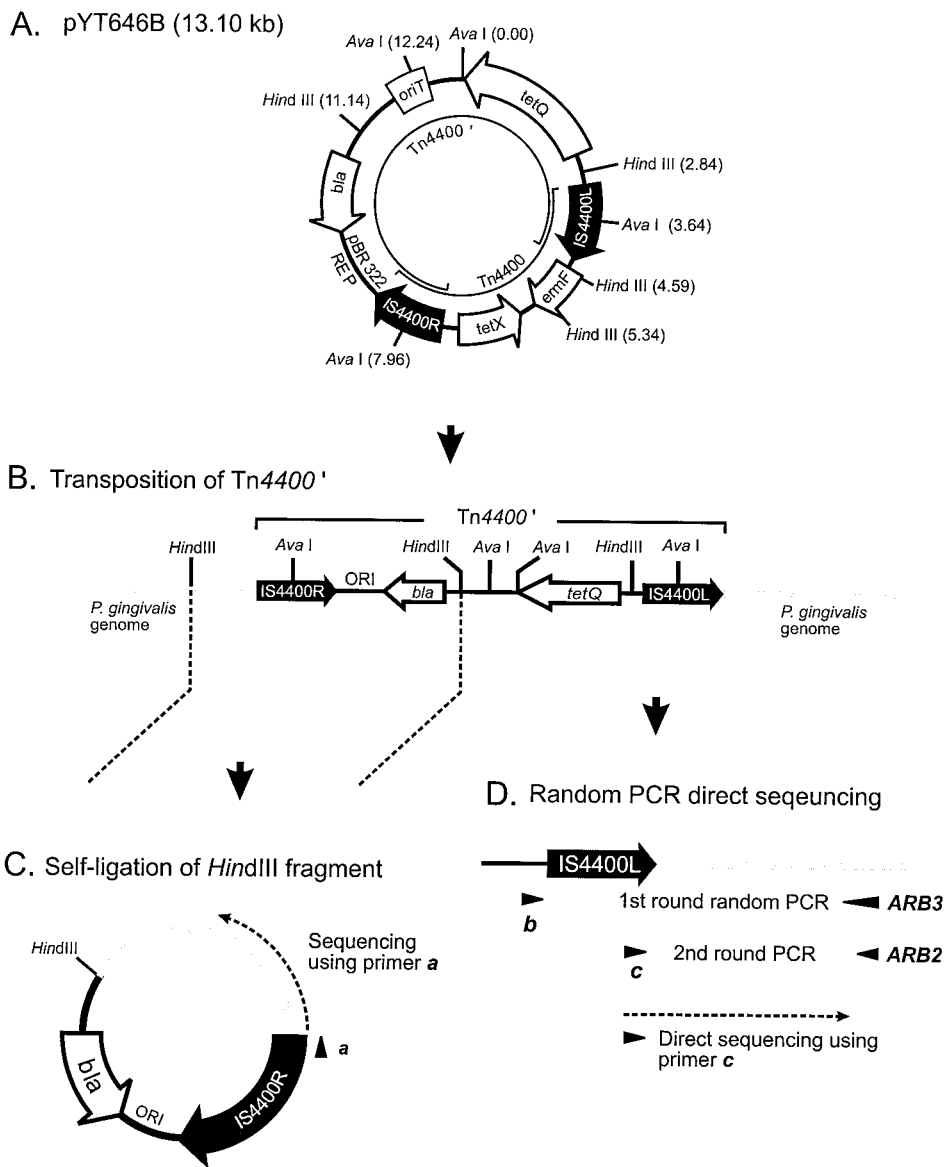 A. pYT646B (13.10 kb)
Ava I (12.24)
Ava I (0.00)
Hind III (11.14)
oriT
tetQ
Tn4400 '
Hind III (2.84)
bla
IS4400L
Ava I (3.64)
pBR322
REP
Tn4400
ermF
Hind III (4.59)
IS4400R
tetX
Hind III (5.34)
Ava I (7.96)
B. Transposition of Tn4400 '
Tn4400 '
HindIII
Ava I
HindIII
Ava I
Ava I
HindIII
Ava I
IS4400R
ORI
bla
tetQ
IS4400L
P. gingivalis
genome
P. gingivalis
genome
D. Random PCR direct seqeuncing
C. Self-ligation of HindIII fragment
HindIII
Sequencing
using primer a
a
bla
ORI
IS4400R
IS4400L
b
1st round random PCR
ARB3
c
2nd round PCR
ARB2
Direct sequencing using
primer c